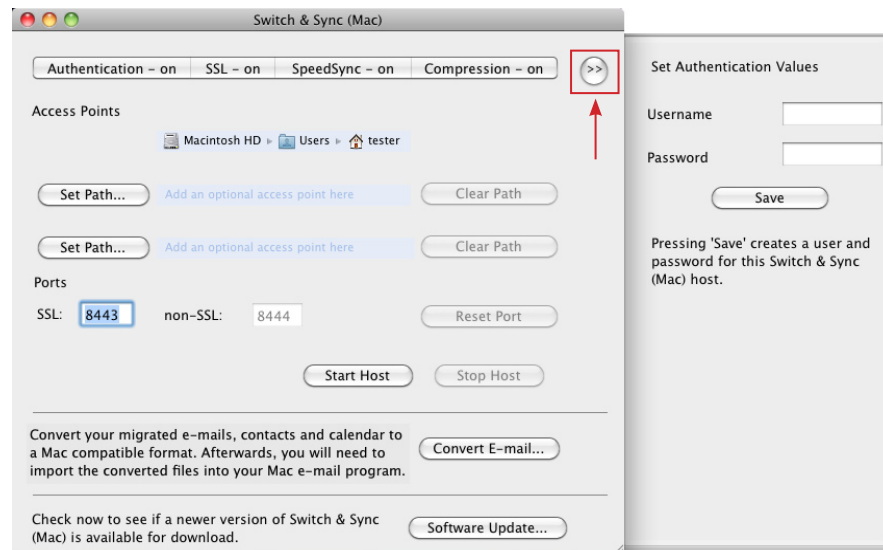 Switch & Sync (Mac)
Authentication – on SSL – on SpeedSync – on Compression – on >>
Access Points
Macintosh HD ▸ Users ▸ tester
Set Path... Add an optional access point here Clear Path
Set Path... Add an optional access point here Clear Path
Ports
SSL: 8443 non-SSL: 8444 Reset Port
Start Host Stop Host
Convert your migrated e-mails, contacts and calendar to
a Mac compatible format. Afterwards, you will need to
import the converted files into your Mac e-mail program.
Convert E-mail...
Check now to see if a newer version of Switch & Sync
(Mac) is available for download.
Software Update...
Set Authentication Values
Username
Password
Save
Pressing 'Save' creates a user and
password for this Switch & Sync
(Mac) host.